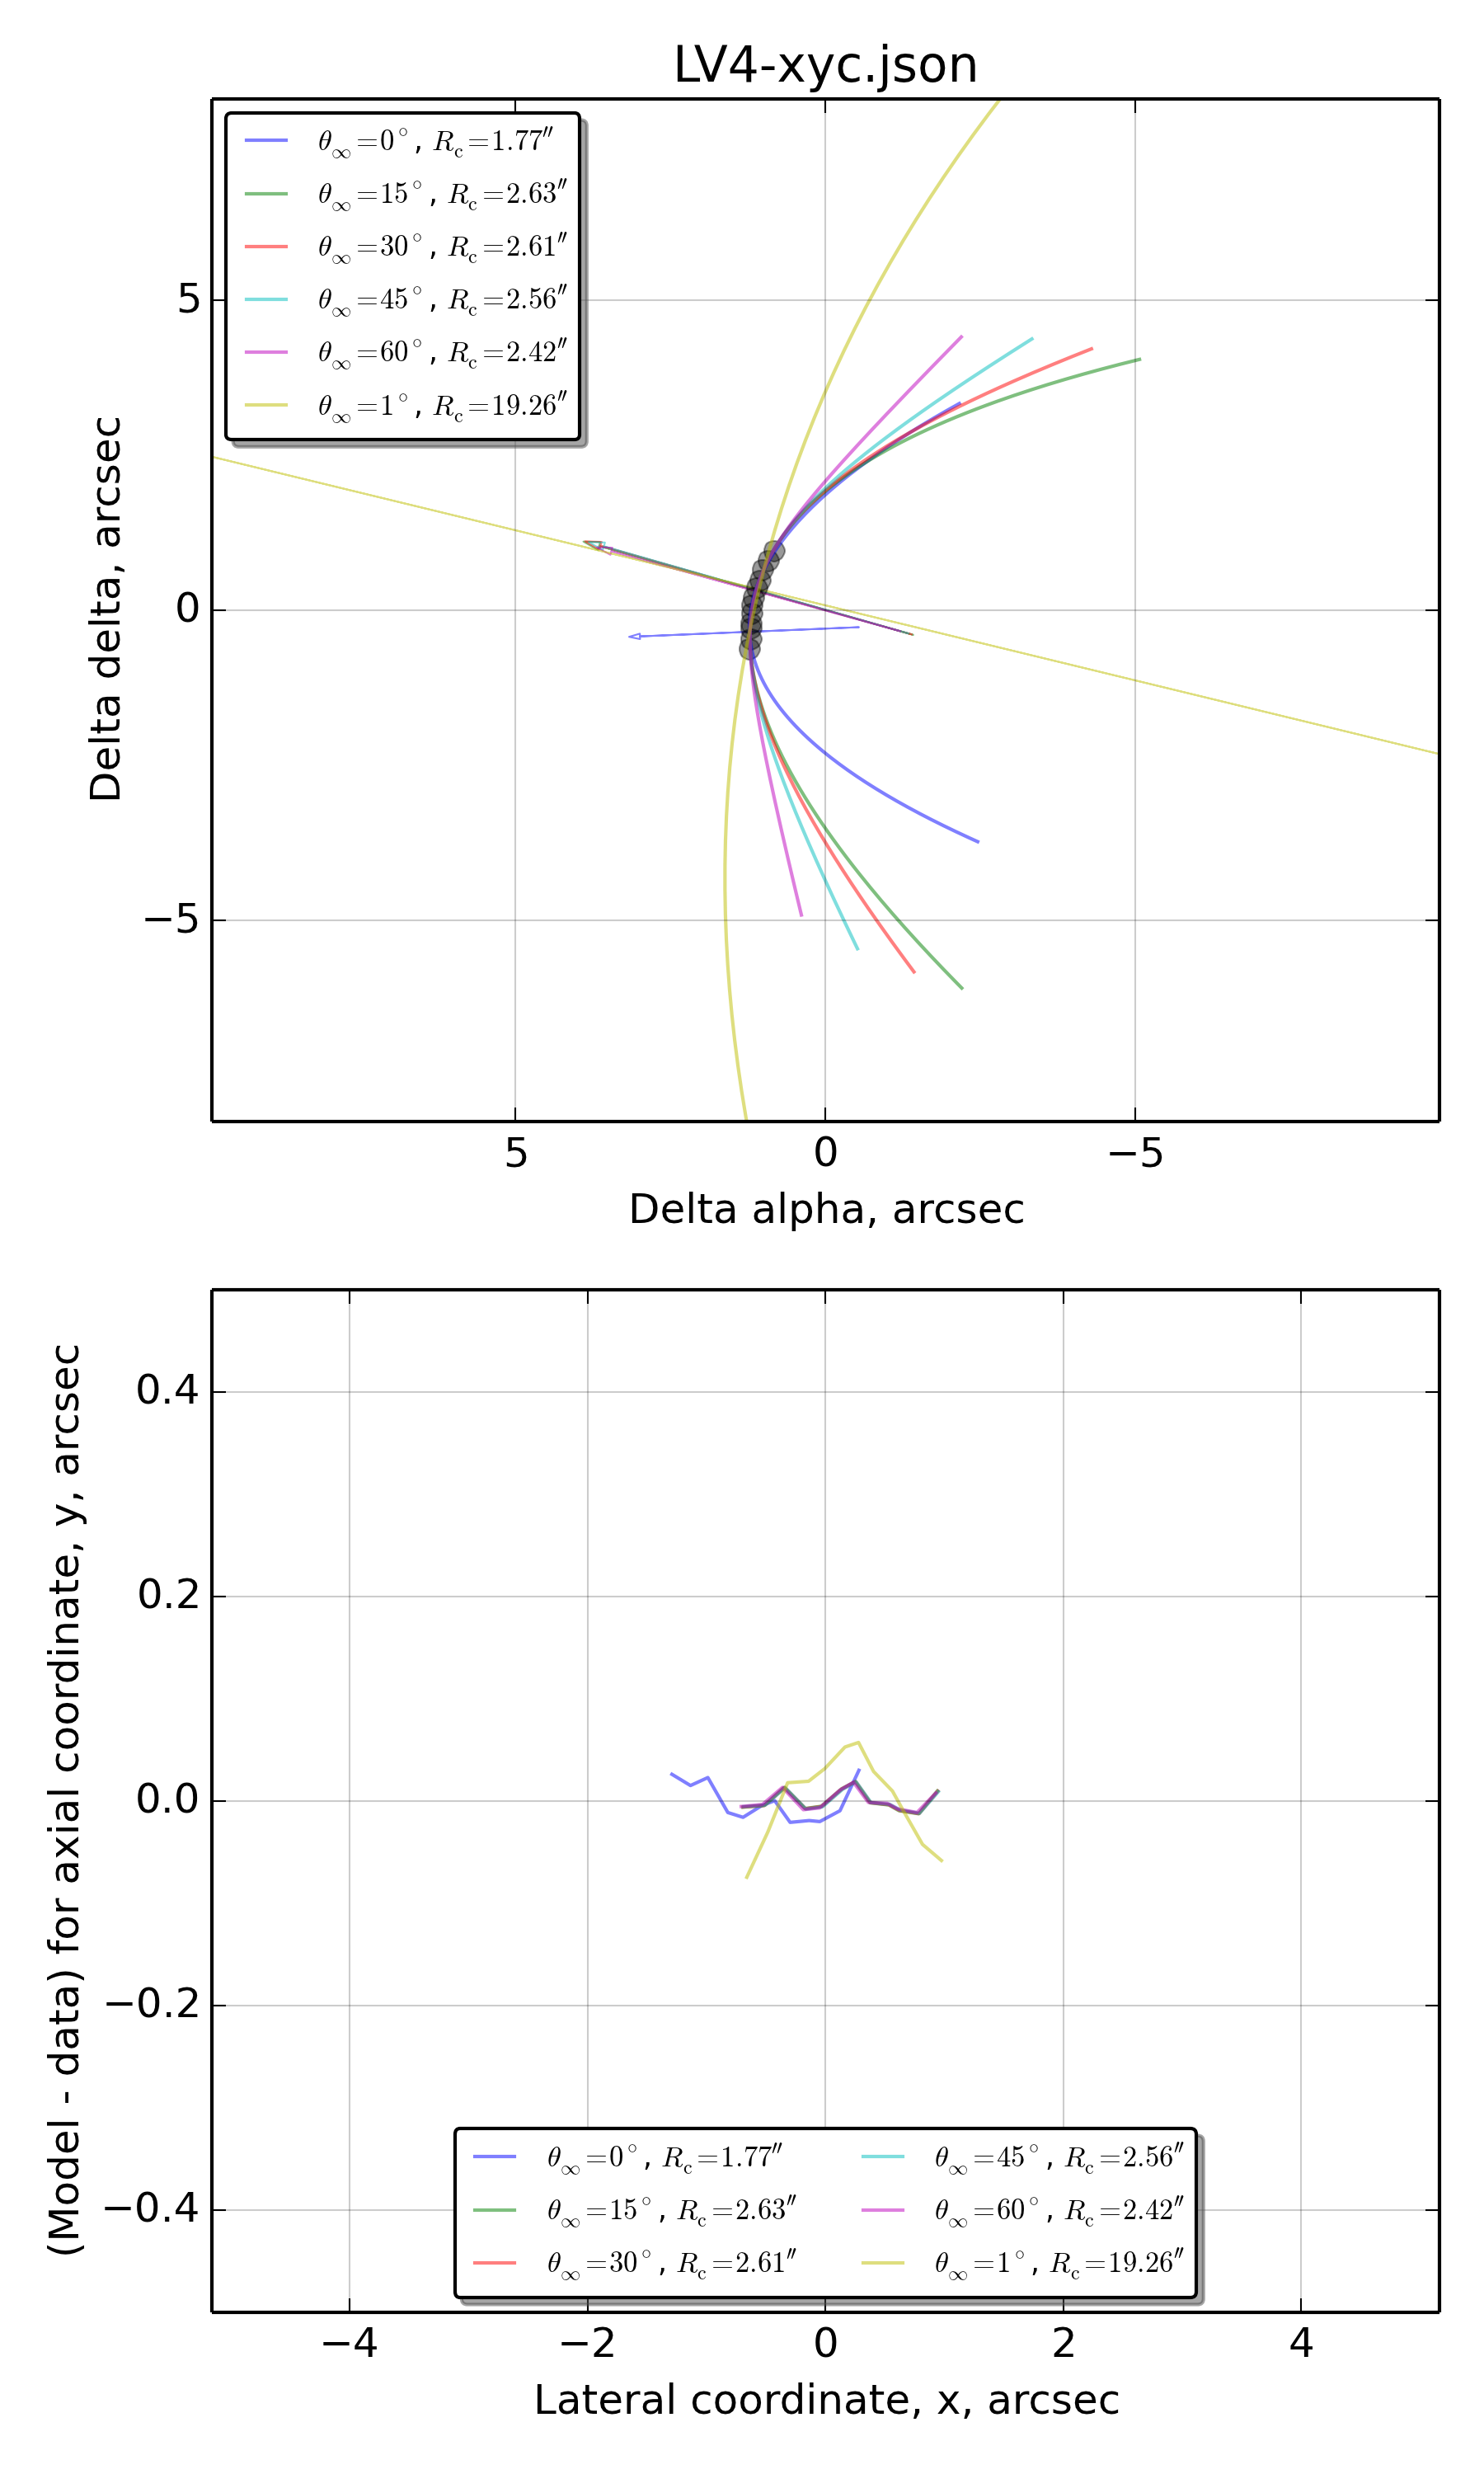 LV4-xyc.json
θ∞=0°, Rc=1.77″
θ∞=15°, Rc=2.63″
θ∞=30°, Rc=2.61″
θ∞=45°, Rc=2.56″
θ∞=60°, Rc=2.42″
θ∞=1°, Rc=19.26″
5
0
−5
Delta delta, arcsec
5 0 −5
Delta alpha, arcsec
0.4
0.2
0.0
−0.2
−0.4
(Model - data) for axial coordinate, y, arcsec
θ∞=0°, Rc=1.77″ θ∞=45°, Rc=2.56″
θ∞=15°, Rc=2.63″ θ∞=60°, Rc=2.42″
θ∞=30°, Rc=2.61″ θ∞=1°, Rc=19.26″
−4 −2 0 2 4
Lateral coordinate, x, arcsec